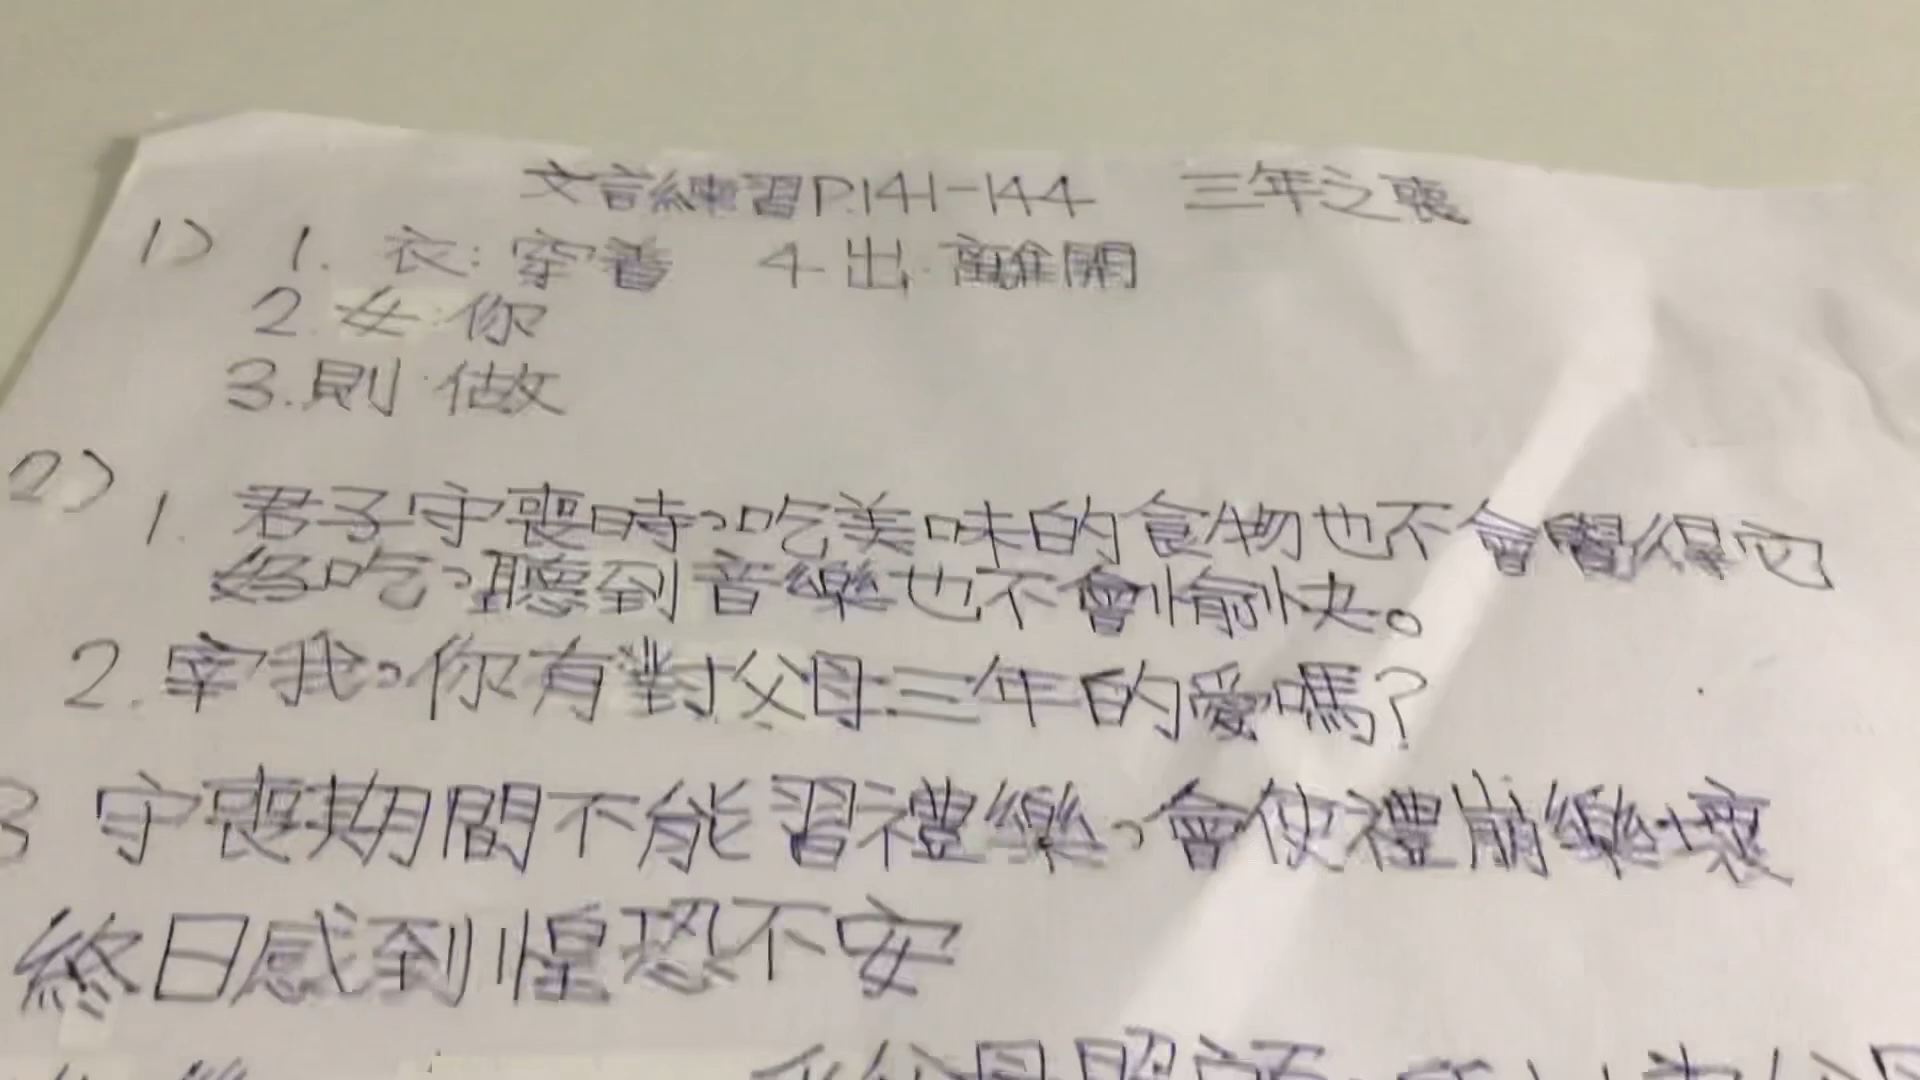 文言練習P.141-144 三年之喪
1) 1. 衣:穿著 4 出:離開
2. 女:你
3. 則:做
2) 1. 君子守喪時,吃美味的食物也不會覺得它
好吃,聽到音樂也不會愉快。
2. 宰我,你有對父母三年的愛嗎?
3 守喪期間不能習禮樂,會使禮崩樂壞
終日感到惶恐不安